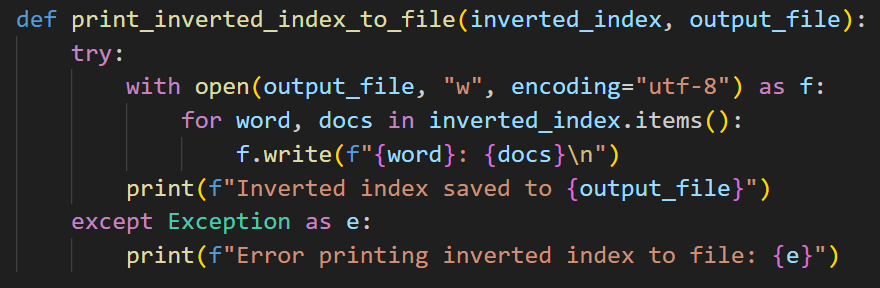 def print_inverted_index_to_file(inverted_index, output_file):
    try:
        with open(output_file, "w", encoding="utf-8") as f:
            for word, docs in inverted_index.items():
                f.write(f"{word}: {docs}\n")
        print(f"Inverted index saved to {output_file}")
    except Exception as e:
        print(f"Error printing inverted index to file: {e}")